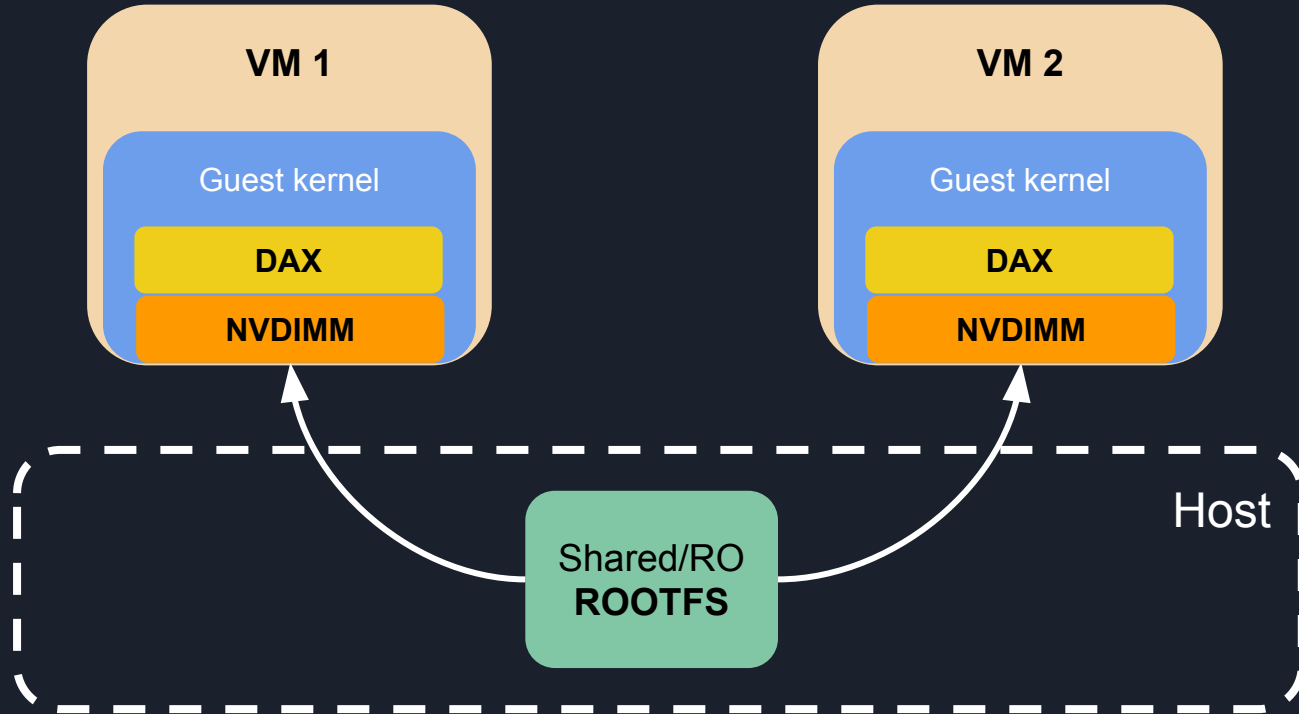 VM 1
Guest kernel
DAX
NVDIMM
VM 2
Guest kernel
DAX
NVDIMM
Host
Shared/RO
ROOTFS